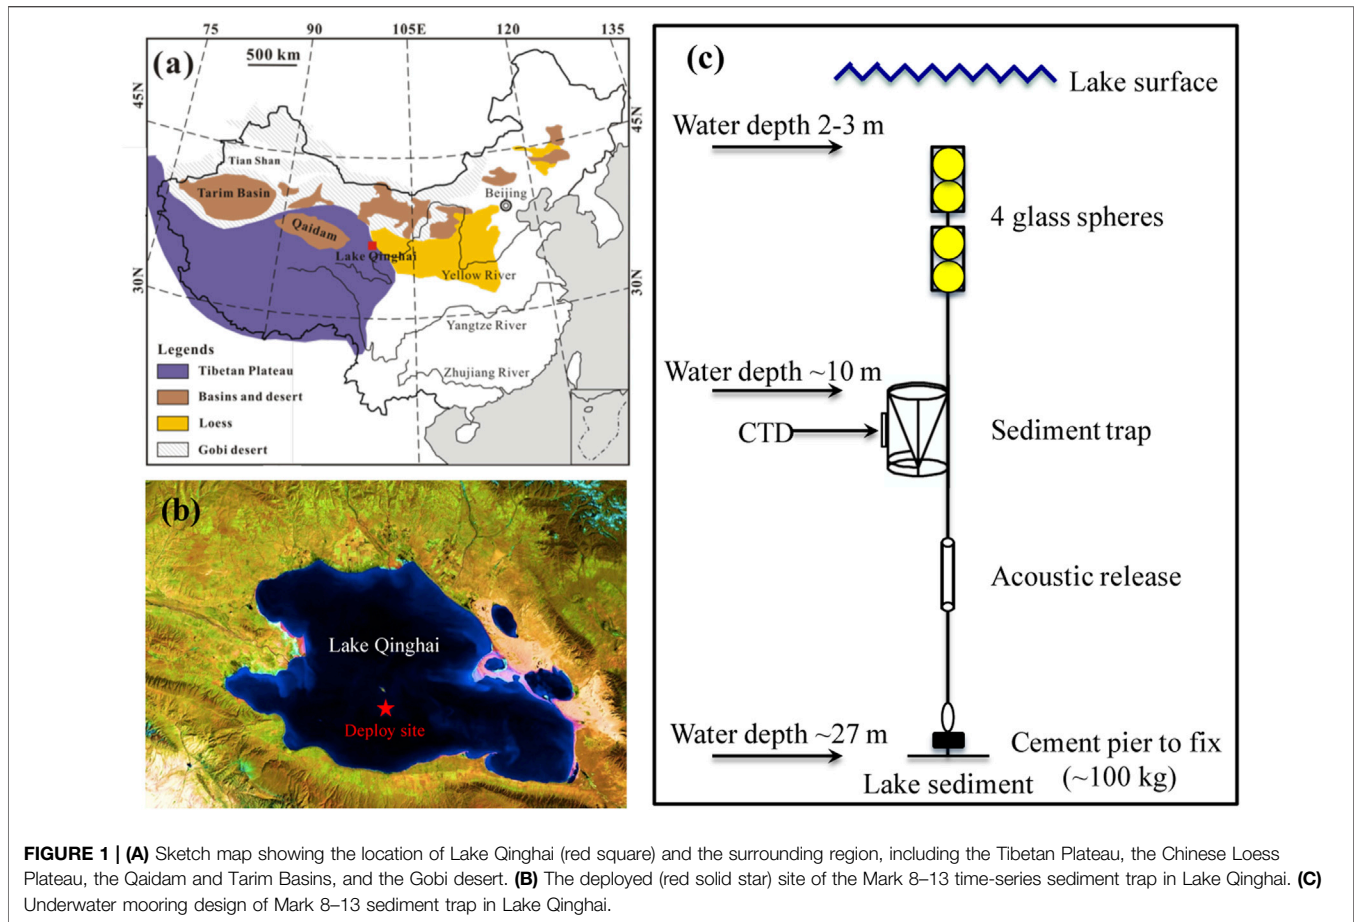 75 90 105E 120 135
500 km
(a)
45N
45N
Tian Shan
Tarim Basin
Beijing
Qaidam
Lake Qinghai
Yellow River
30N
30N
Yangtze River
Zhujiang River
Legends
Tibetan Plateau
Basins and desert
Loess
Gobi desert
(b)
Lake Qinghai
Deploy site
(c)
Lake surface
Water depth 2-3 m
4 glass spheres
Water depth ~10 m
CTD
Sediment trap
Acoustic release
Water depth ~27 m
Cement pier to fix
(~100 kg)
Lake sediment
FIGURE 1 | (A) Sketch map showing the location of Lake Qinghai (red square) and the surrounding region, including the Tibetan Plateau, the Chinese Loess
Plateau, the Qaidam and Tarim Basins, and the Gobi desert. (B) The deployed (red solid star) site of the Mark 8–13 time-series sediment trap in Lake Qinghai. (C)
Underwater mooring design of Mark 8–13 sediment trap in Lake Qinghai.